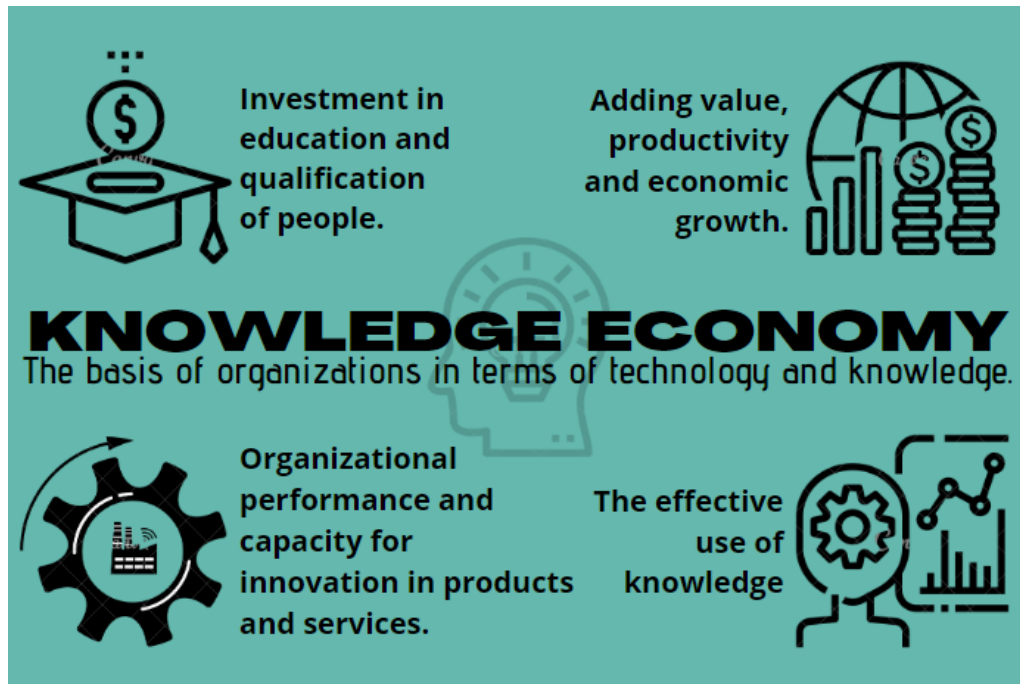 Investment in
education and
qualification
of people.
Adding value,
productivity
and economic
growth.
KNOWLEDGE ECONOMY
The basis of organizations in terms of technology and knowledge.
Organizational
performance and
capacity for
innovation in products
and services.
The effective
use of
knowledge